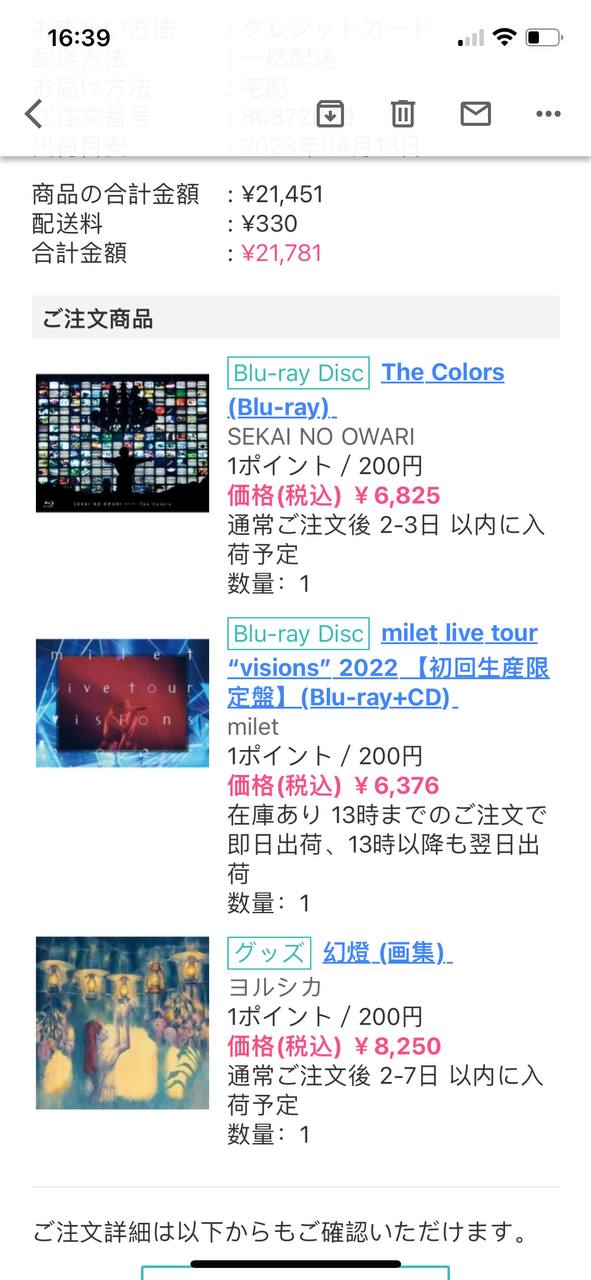 16:39
お支払い方法 : クレジットカード
配送方法 : 一括配送
お届け方法 : 宅配
ご注文番号 : 86872
出荷目安 : 2023年04月13日
商品の合計金額 : ¥21,451
配送料 : ¥330
合計金額 : ¥21,781
ご注文商品
Blu-ray Disc The Colors
(Blu-ray)
SEKAI NO OWARI
1ポイント / 200円
価格(税込) ￥6,825
通常ご注文後 2-3日 以内に入
荷予定
数量：1
SEKAI NO OWARI
The Colors
Blu-ray Disc milet live tour
“visions” 2022 【初回生産限
定盤】(Blu-ray+CD)
milet
1ポイント / 200円
価格(税込) ￥6,376
在庫あり 13時までのご注文で
即日出荷、13時以降も翌日出
荷
数量：1
milet
live tour
visions
グッズ 幻燈 (画集)
ヨルシカ
1ポイント / 200円
価格(税込) ￥8,250
通常ご注文後 2-7日 以内に入
荷予定
数量：1
ご注文詳細は以下からもご確認いただけます。